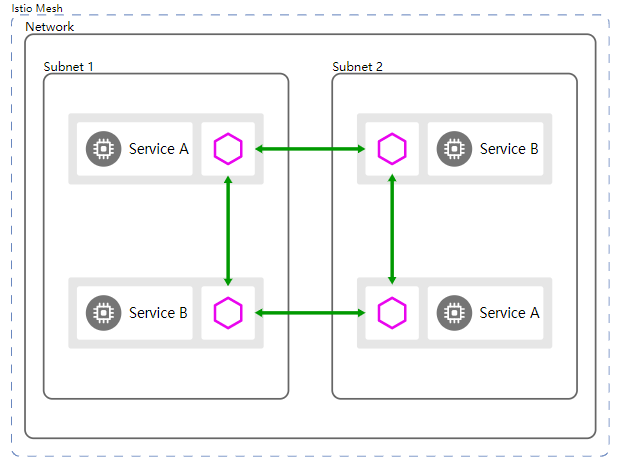 Istio Mesh
Network
Subnet 1
Subnet 2
Service A
Service B
Service B
Service A